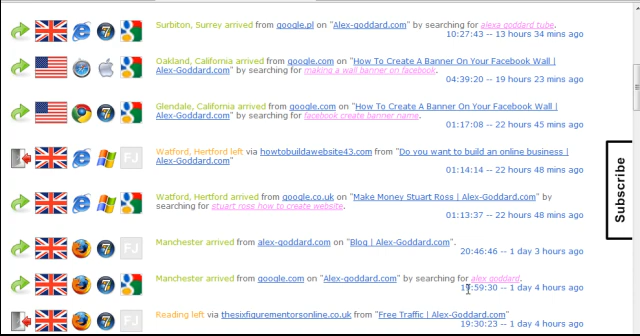 Surbiton, Surrey arrived from google.pl on "Alex-Goddard.com" by searching for alexa goddard tube.
10:27:43 -- 13 hours 34 mins ago
Oakland, California arrived from google.com on "How To Create A Banner On Your Facebook Wall |
Alex-Goddard.com" by searching for making a wall banner on facebook.
04:39:20 -- 19 hours 23 mins ago
Glendale, California arrived from google.com on "How To Create A Banner On Your Facebook Wall |
Alex-Goddard.com" by searching for facebook create banner name.
01:17:08 -- 22 hours 45 mins ago
Watford, Hertford left via howtobuildawebsite43.com from "Do you want to build an online business |
Alex-Goddard.com"
FJ
01:14:14 -- 22 hours 48 mins ago
Watford, Hertford arrived from google.co.uk on "Make Money Stuart Ross | Alex-Goddard.com" by
searching for stuart ross how to create website.
01:13:37 -- 22 hours 48 mins ago
Subscribe
Manchester arrived from alex-goddard.com on "Blog | Alex-Goddard.com".
FJ
20:46:46 -- 1 day 3 hours ago
Manchester arrived from google.com on "Alex-goddard.com" by searching for alex goddard.
19:59:30 -- 1 day 4 hours ago
Reading left via thesixfigurementorsonline.co.uk from "Free Traffic | Alex-Goddard.com"
FJ
19:30:23 -- 1 day 4 hours ago